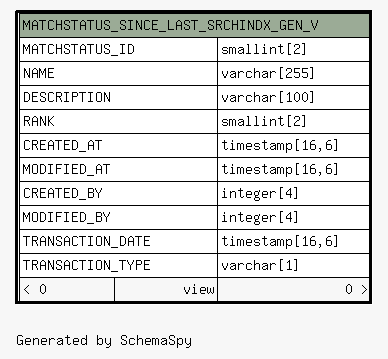 MATCHSTATUS_SINCE_LAST_SRCHINDX_GEN_V
MATCHSTATUS_ID smallint[2]
NAME varchar[255]
DESCRIPTION varchar[100]
RANK smallint[2]
CREATED_AT timestamp[16,6]
MODIFIED_AT timestamp[16,6]
CREATED_BY integer[4]
MODIFIED_BY integer[4]
TRANSACTION_DATE timestamp[16,6]
TRANSACTION_TYPE varchar[1]
< 0 view 0 >
Generated by SchemaSpy